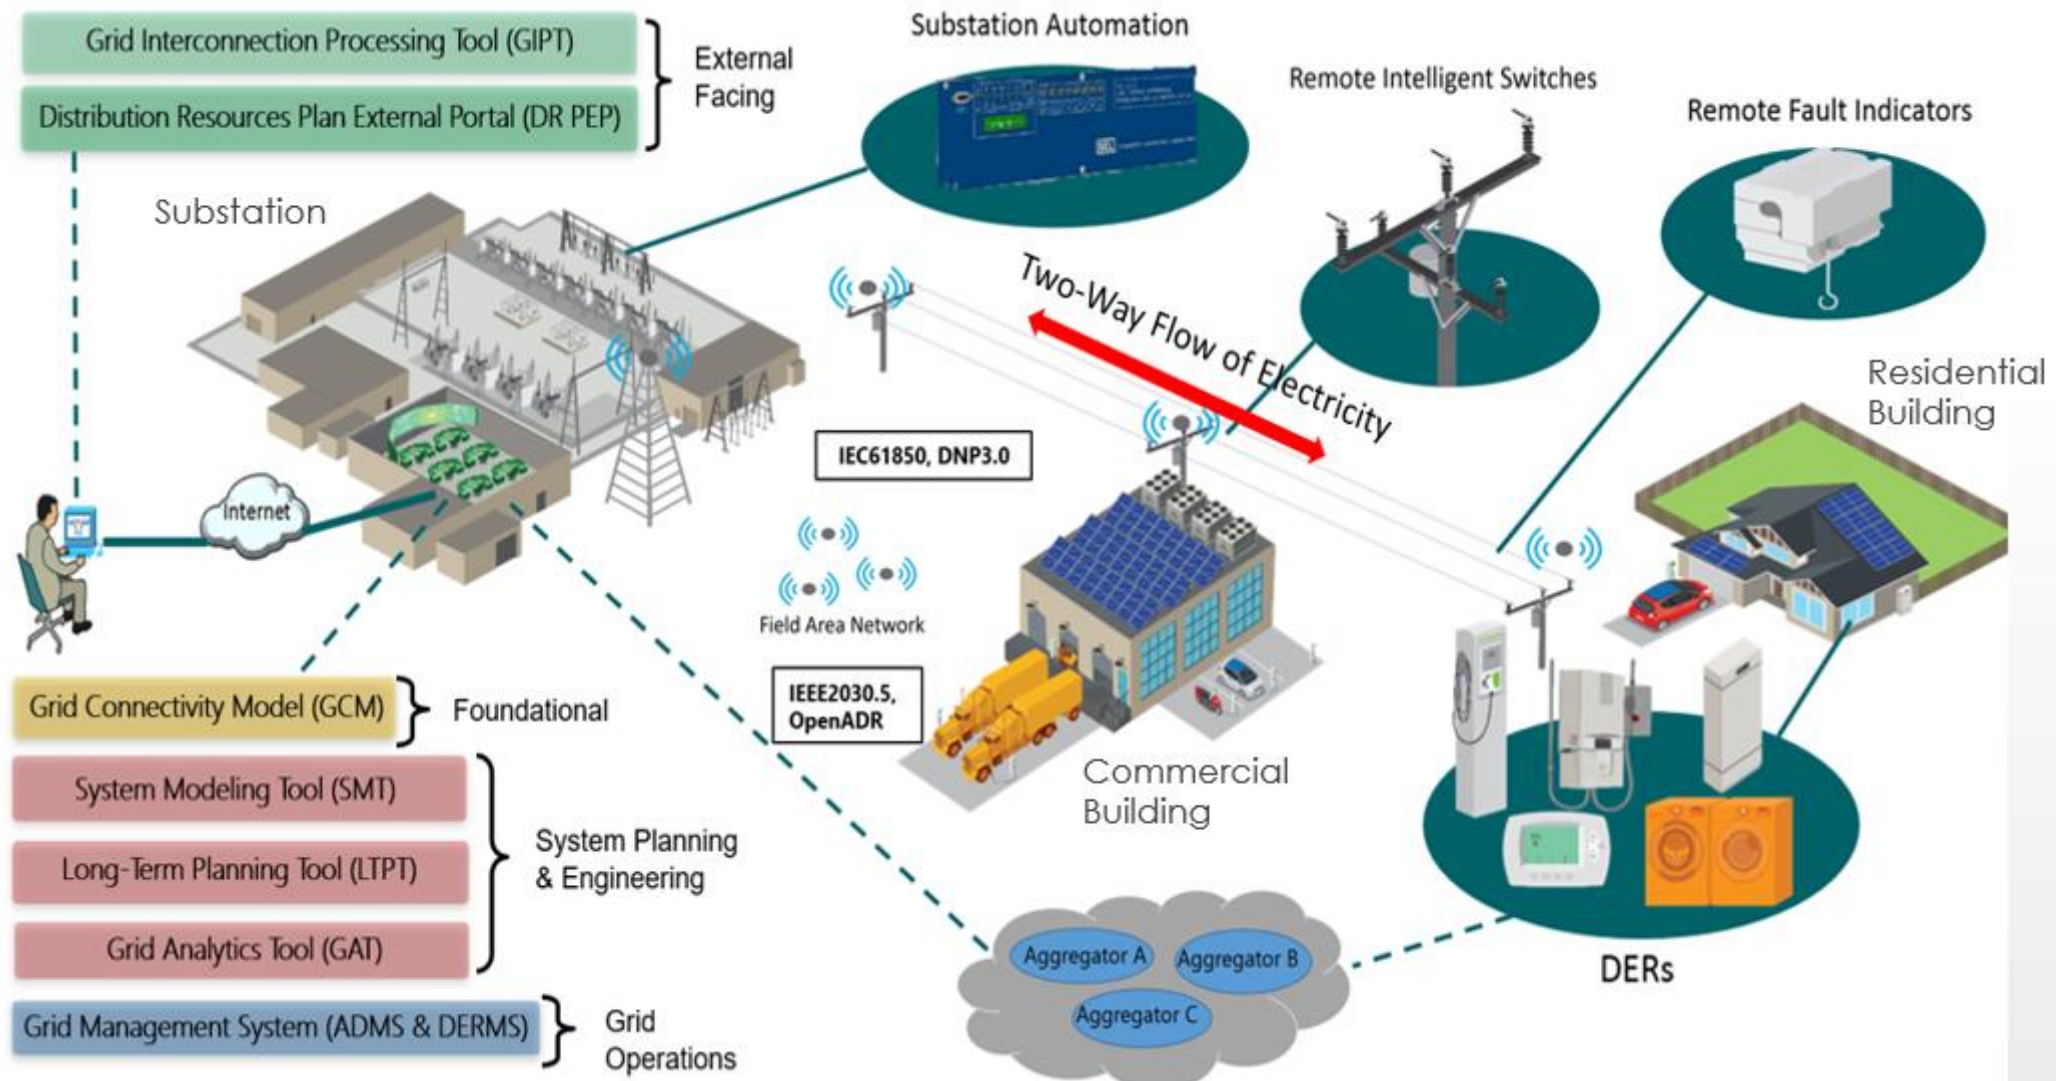 Grid Interconnection Processing Tool (GIPT)
Distribution Resources Plan External Portal (DR PEP)
External
Facing
Substation Automation
SEL
Remote Intelligent Switches
Remote Fault Indicators
Substation
Two-Way Flow of Electricity
Residential
Building
IEC61850, DNP3.0
Internet
Field Area Network
IEEE2030.5,
OpenADR
Commercial
Building
Grid Connectivity Model (GCM)
Foundational
System Modeling Tool (SMT)
Long-Term Planning Tool (LTPT)
Grid Analytics Tool (GAT)
System Planning
& Engineering
Grid Management System (ADMS & DERMS)
Grid
Operations
Aggregator A
Aggregator B
Aggregator C
DERs